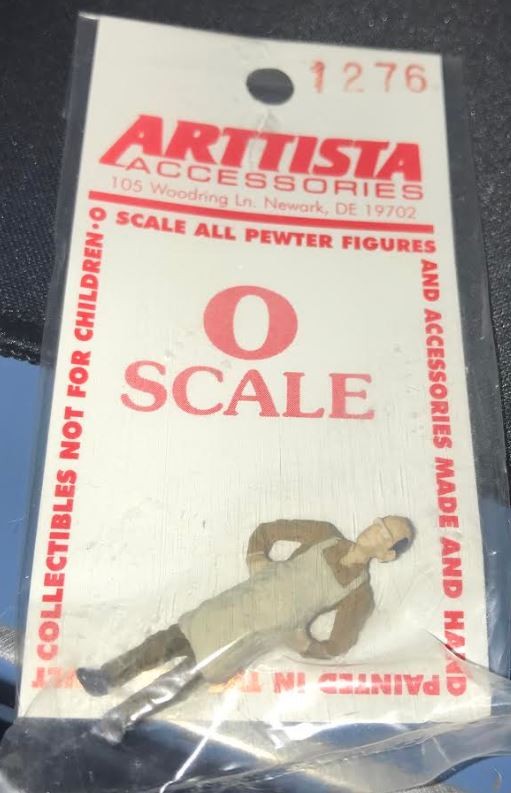 1276
ARTTISTA
ACCESSORIES
105 Woodring Ln. Newark, DE 19702
O SCALE ALL PEWTER FIGURES
AND ACCESSORIES MADE AND HAND
PAINTED IN
COLLECTIBLES NOT FOR CHILDREN •
O
SCALE